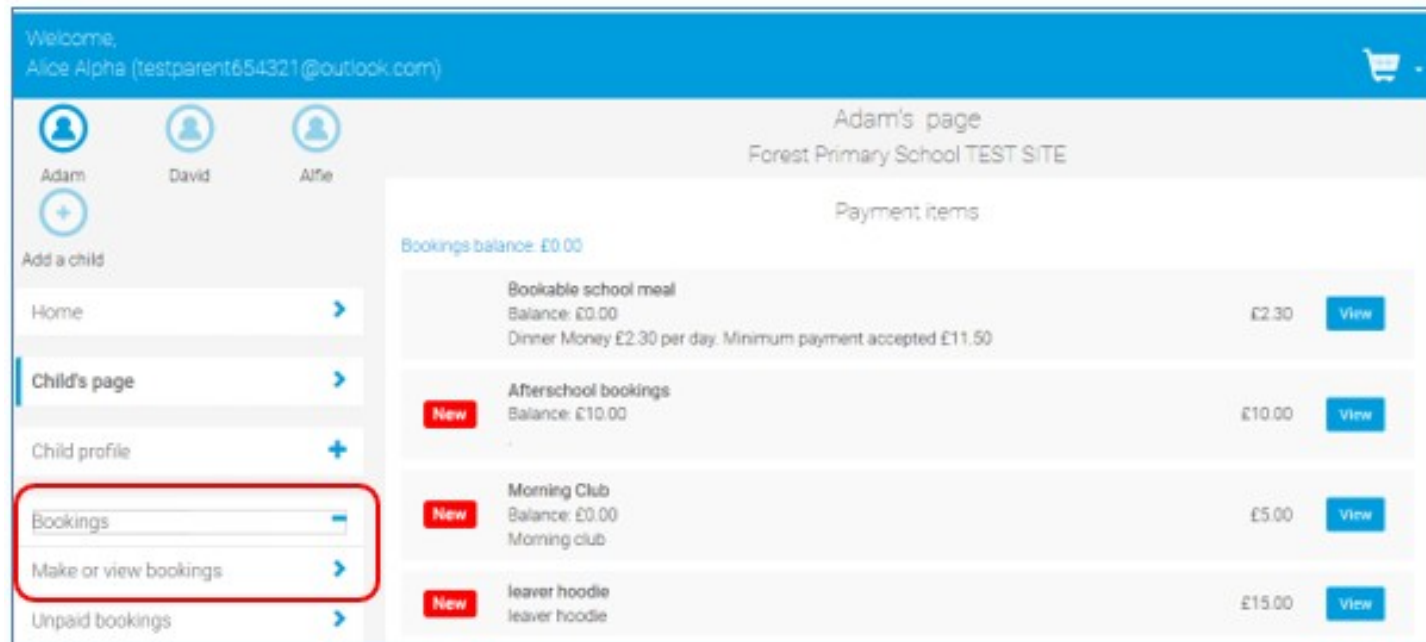 Welcome,
Alice Alpha (testparent654321@outlook.com)
Adam
David
Alfie
Add a child
Home
Child's page
Child profile
Bookings
Make or view bookings
Unpaid bookings
Adam's page
Forest Primary School TEST SITE
Payment items
Bookings balance: £0.00
Bookable school meal
Balance: £0.00
Dinner Money £2.30 per day. Minimum payment accepted £11.50
£2.30
View
New
Afterschool bookings
Balance: £10.00
.
£10.00
View
New
Morning Club
Balance: £0.00
Morning club
£5.00
View
New
leaver hoodie
leaver hoodie
£15.00
View